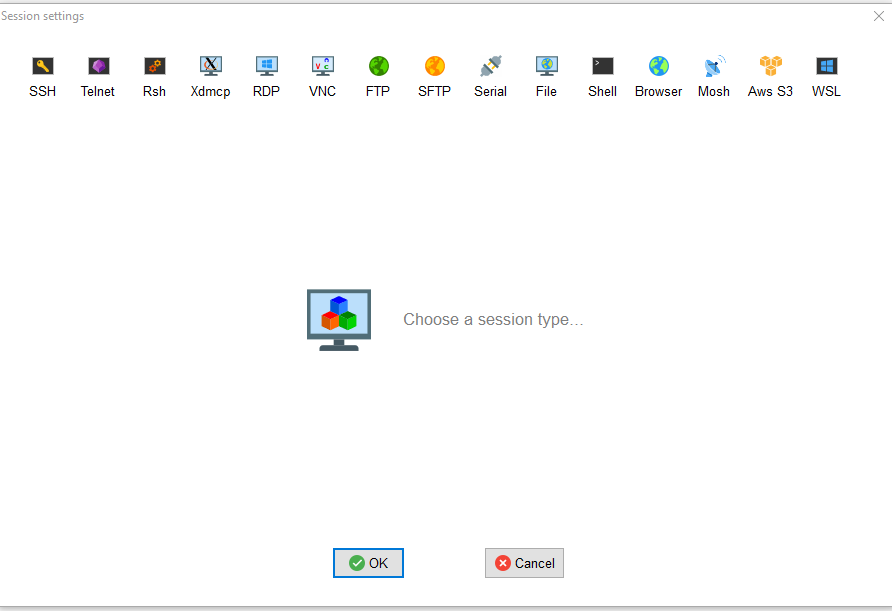 Session settings
SSH Telnet Rsh Xdmcp RDP VNC FTP SFTP Serial File Shell Browser Mosh Aws S3 WSL
Choose a session type...
OK Cancel